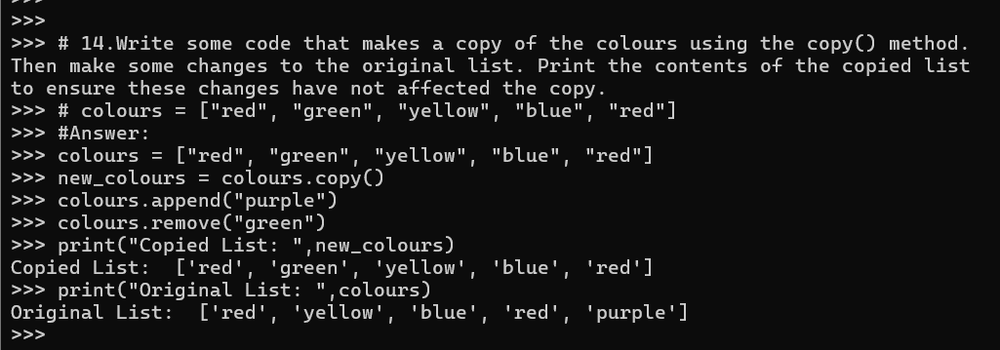 >>>
>>>
>>> # 14.Write some code that makes a copy of the colours using the copy() method.
Then make some changes to the original list. Print the contents of the copied list
to ensure these changes have not affected the copy.
>>> # colours = ["red", "green", "yellow", "blue", "red"]
>>> #Answer:
>>> colours = ["red", "green", "yellow", "blue", "red"]
>>> new_colours = colours.copy()
>>> colours.append("purple")
>>> colours.remove("green")
>>> print("Copied List: ",new_colours)
Copied List:  ['red', 'green', 'yellow', 'blue', 'red']
>>> print("Original List: ",colours)
Original List:  ['red', 'yellow', 'blue', 'red', 'purple']
>>>